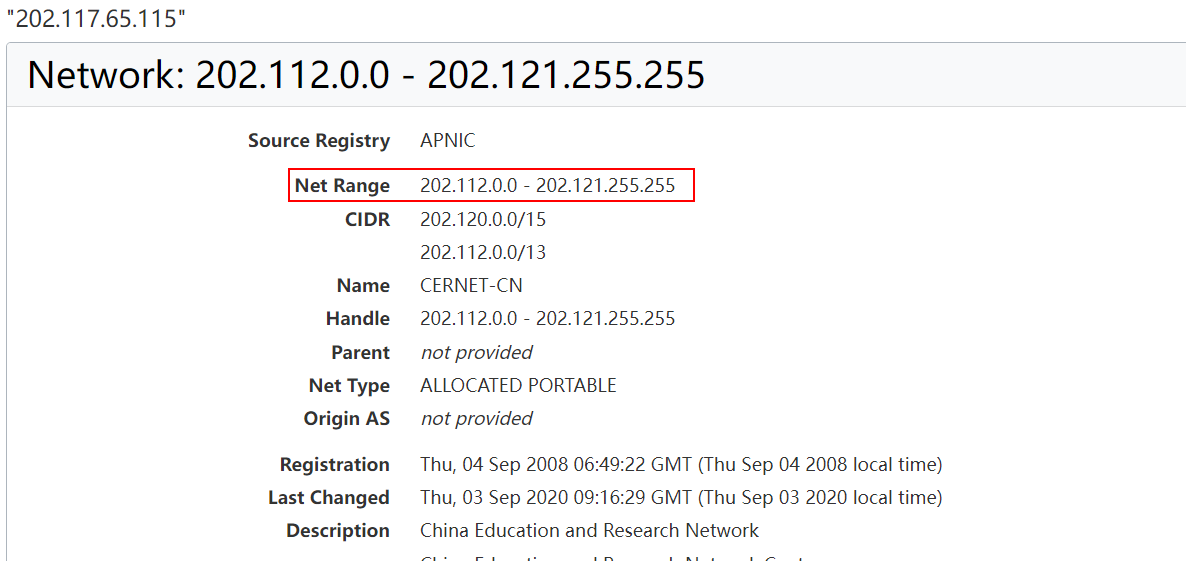 "202.117.65.115"
Network: 202.112.0.0 - 202.121.255.255
Source Registry APNIC
Net Range 202.112.0.0 - 202.121.255.255
CIDR 202.120.0.0/15
202.112.0.0/13
Name CERNET-CN
Handle 202.112.0.0 - 202.121.255.255
Parent not provided
Net Type ALLOCATED PORTABLE
Origin AS not provided
Registration Thu, 04 Sep 2008 06:49:22 GMT (Thu Sep 04 2008 local time)
Last Changed Thu, 03 Sep 2020 09:16:29 GMT (Thu Sep 03 2020 local time)
Description China Education and Research Network